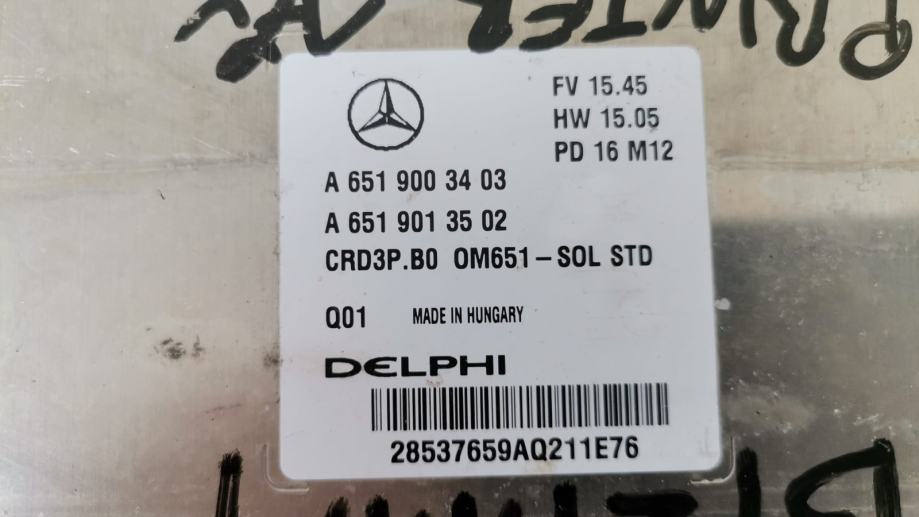 FV 15.45
HW 15.05
PD 16 M12
A 651 900 34 03
A 651 901 35 02
CRD3P.B0 OM651-SOL STD
Q01 MADE IN HUNGARY
DELPHI
28537659AQ211E76